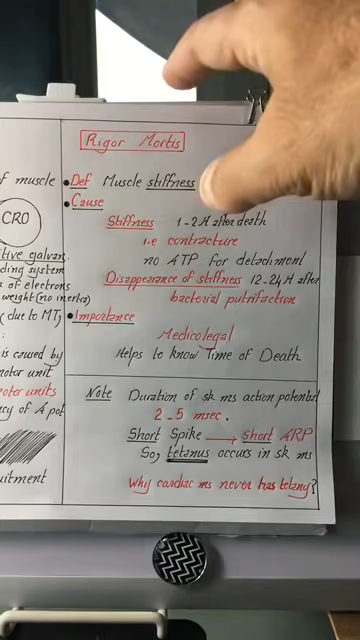 f muscle
CRO
tive galvan.
ding system
n of electrons
weight (no inertia)
( due to MT)
:
is caused by
motor unit
motor units
cy of A pot
uitment
Rigor Mortis
• Def Muscle stiffness
• Cause
Stiffness 1-2H after death
i.e contracture
no ATP for detachment
Disappearance of stiffness 12-24H after
bacterial putrifaction
• Importance
Medicolegal
Helps to know Time of Death
Note Duration of sk ms action potential
2-5 msec.
Short Spike → short ARP
So, tetanus occurs in sk ms
Why cardiac ms never has tetany?